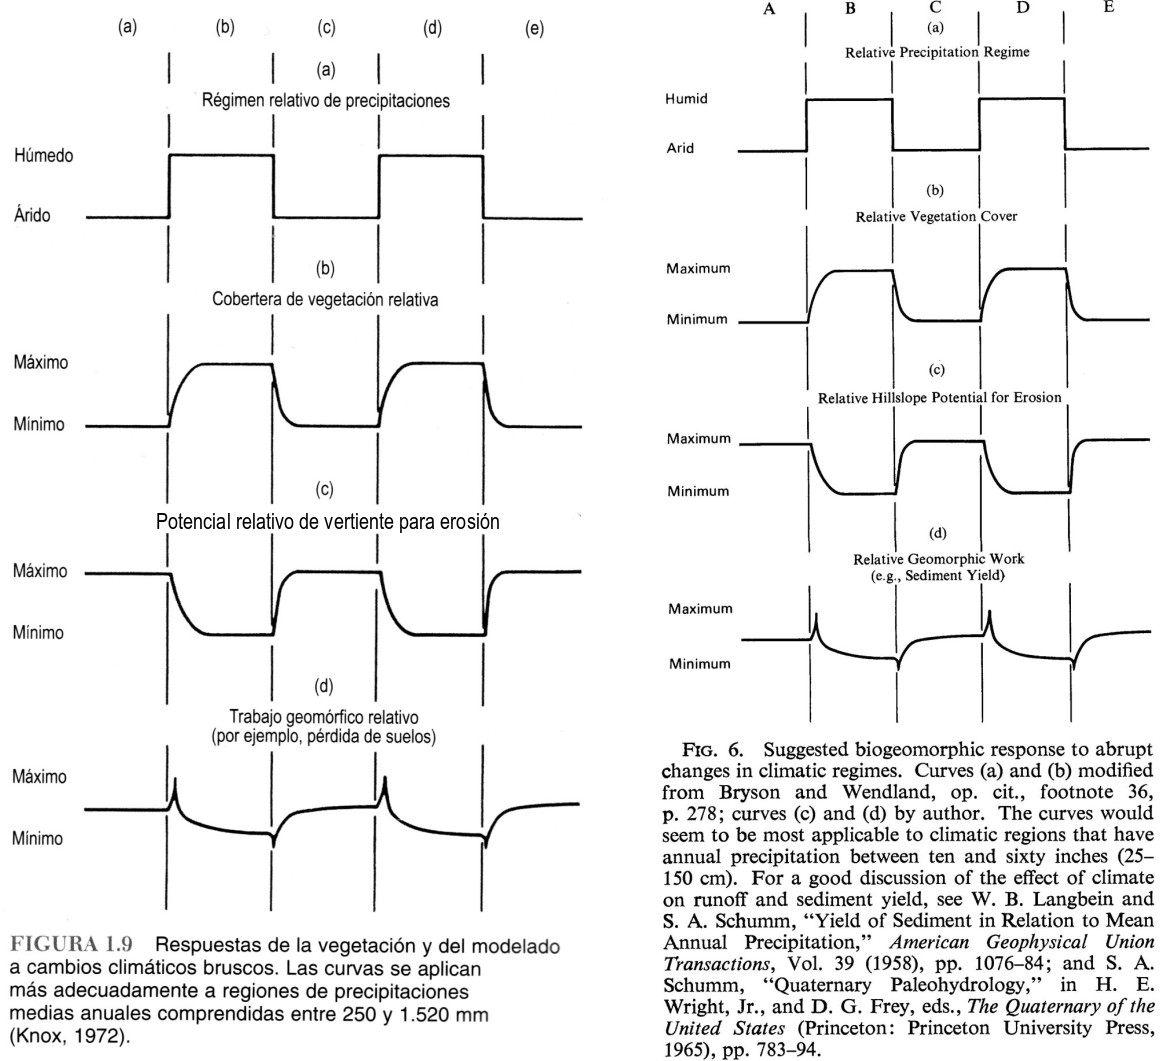 (a) (b) (c) (d) (e)
(a)
Régimen relativo de precipitaciones
Húmedo
Árido
(b)
Cobertera de vegetación relativa
Máximo
Mínimo
(c)
Potencial relativo de vertiente para erosión
Máximo
Mínimo
(d)
Trabajo geomórfico relativo
(por ejemplo, pérdida de suelos)
Máximo
Mínimo
FIGURA 1.9 Respuestas de la vegetación y del modelado
a cambios climáticos bruscos. Las curvas se aplican
más adecuadamente a regiones de precipitaciones
medias anuales comprendidas entre 250 y 1.520 mm
(Knox, 1972).
A B C D E
(a)
Relative Precipitation Regime
Humid
Arid
(b)
Relative Vegetation Cover
Maximum
Minimum
(c)
Relative Hillslope Potential for Erosion
Maximum
Minimum
(d)
Relative Geomorphic Work
(e.g., Sediment Yield)
Maximum
Minimum
FIG. 6. Suggested biogeomorphic response to abrupt
changes in climatic regimes. Curves (a) and (b) modified
from Bryson and Wendland, op. cit., footnote 36,
p. 278; curves (c) and (d) by author. The curves would
seem to be most applicable to climatic regions that have
annual precipitation between ten and sixty inches (25–
150 cm). For a good discussion of the effect of climate
on runoff and sediment yield, see W. B. Langbein and
S. A. Schumm, “Yield of Sediment in Relation to Mean
Annual Precipitation,” American Geophysical Union
Transactions, Vol. 39 (1958), pp. 1076–84; and S. A.
Schumm, “Quaternary Paleohydrology,” in H. E.
Wright, Jr., and D. G. Frey, eds., The Quaternary of the
United States (Princeton: Princeton University Press,
1965), pp. 783–94.